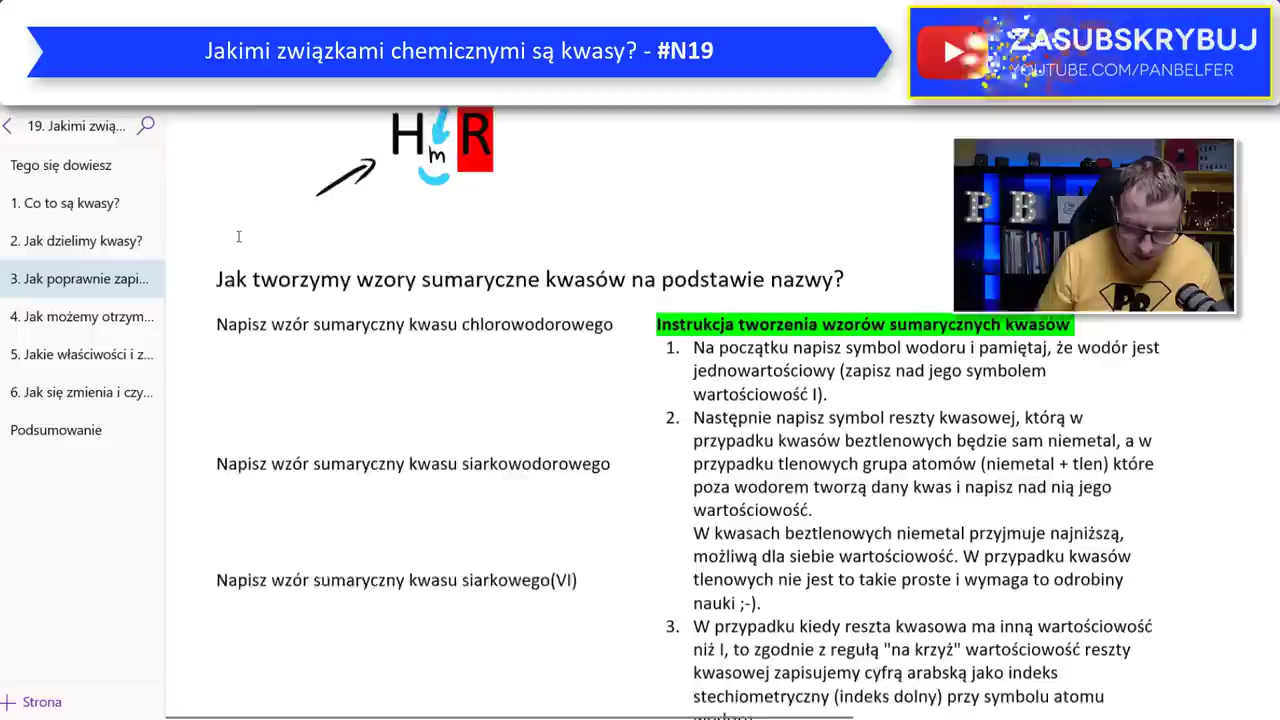 Jakimi związkami chemicznymi są kwasy? - #N19
ZASUBSKRYBUJ
YOUTUBE.COM/PANBELFER
19. Jakimi zwią...
Tego się dowiesz
1. Co to są kwasy?
2. Jak dzielimy kwasy?
3. Jak poprawnie zapi...
4. Jak możemy otrzym...
5. Jakie właściwości i z...
6. Jak się zmienia i czy...
Podsumowanie
Strona
HmR
P B
Jak tworzymy wzory sumaryczne kwasów na podstawie nazwy?
Napisz wzór sumaryczny kwasu chlorowodorowego
Napisz wzór sumaryczny kwasu siarkowodorowego
Napisz wzór sumaryczny kwasu siarkowego(VI)
Instrukcja tworzenia wzorów sumarycznych kwasów
1. Na początku napisz symbol wodoru i pamiętaj, że wodór jest
jednowartościowy (zapisz nad jego symbolem
wartościowość I).
2. Następnie napisz symbol reszty kwasowej, którą w
przypadku kwasów beztlenowych będzie sam niemetal, a w
przypadku tlenowych grupa atomów (niemetal + tlen) które
poza wodorem tworzą dany kwas i napisz nad nią jego
wartościowość.
W kwasach beztlenowych niemetal przyjmuje najniższą,
możliwą dla siebie wartościowość. W przypadku kwasów
tlenowych nie jest to takie proste i wymaga to odrobiny
nauki ;-).
3. W przypadku kiedy reszta kwasowa ma inną wartościowość
niż I, to zgodnie z regułą "na krzyż" wartościowość reszty
kwasowej zapisujemy cyfrą arabską jako indeks
stechiometryczny (indeks dolny) przy symbolu atomu